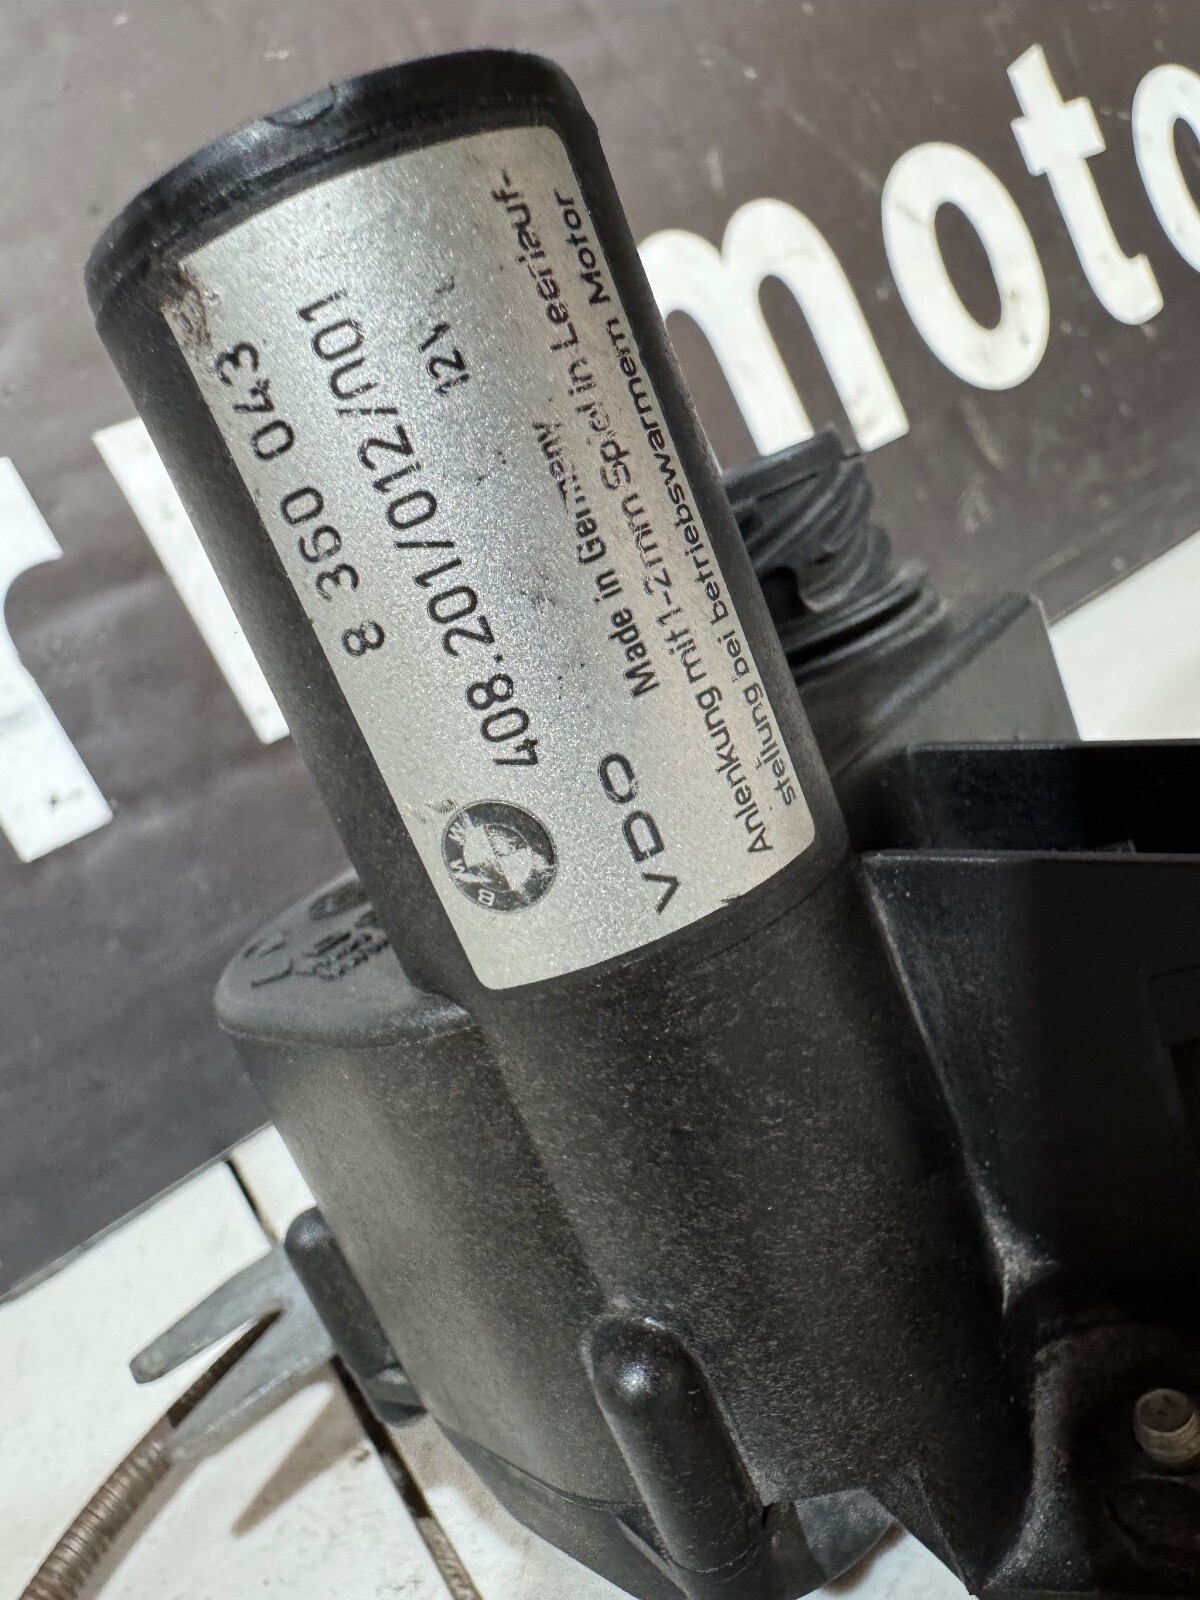 8 360 043
408.201/012/001
12V
BMW
VDO
Made in Germany
Anlenkung mit 1-2mm Spiel in Leerlauf-
stellung bei betriebswarmem Motor
moto